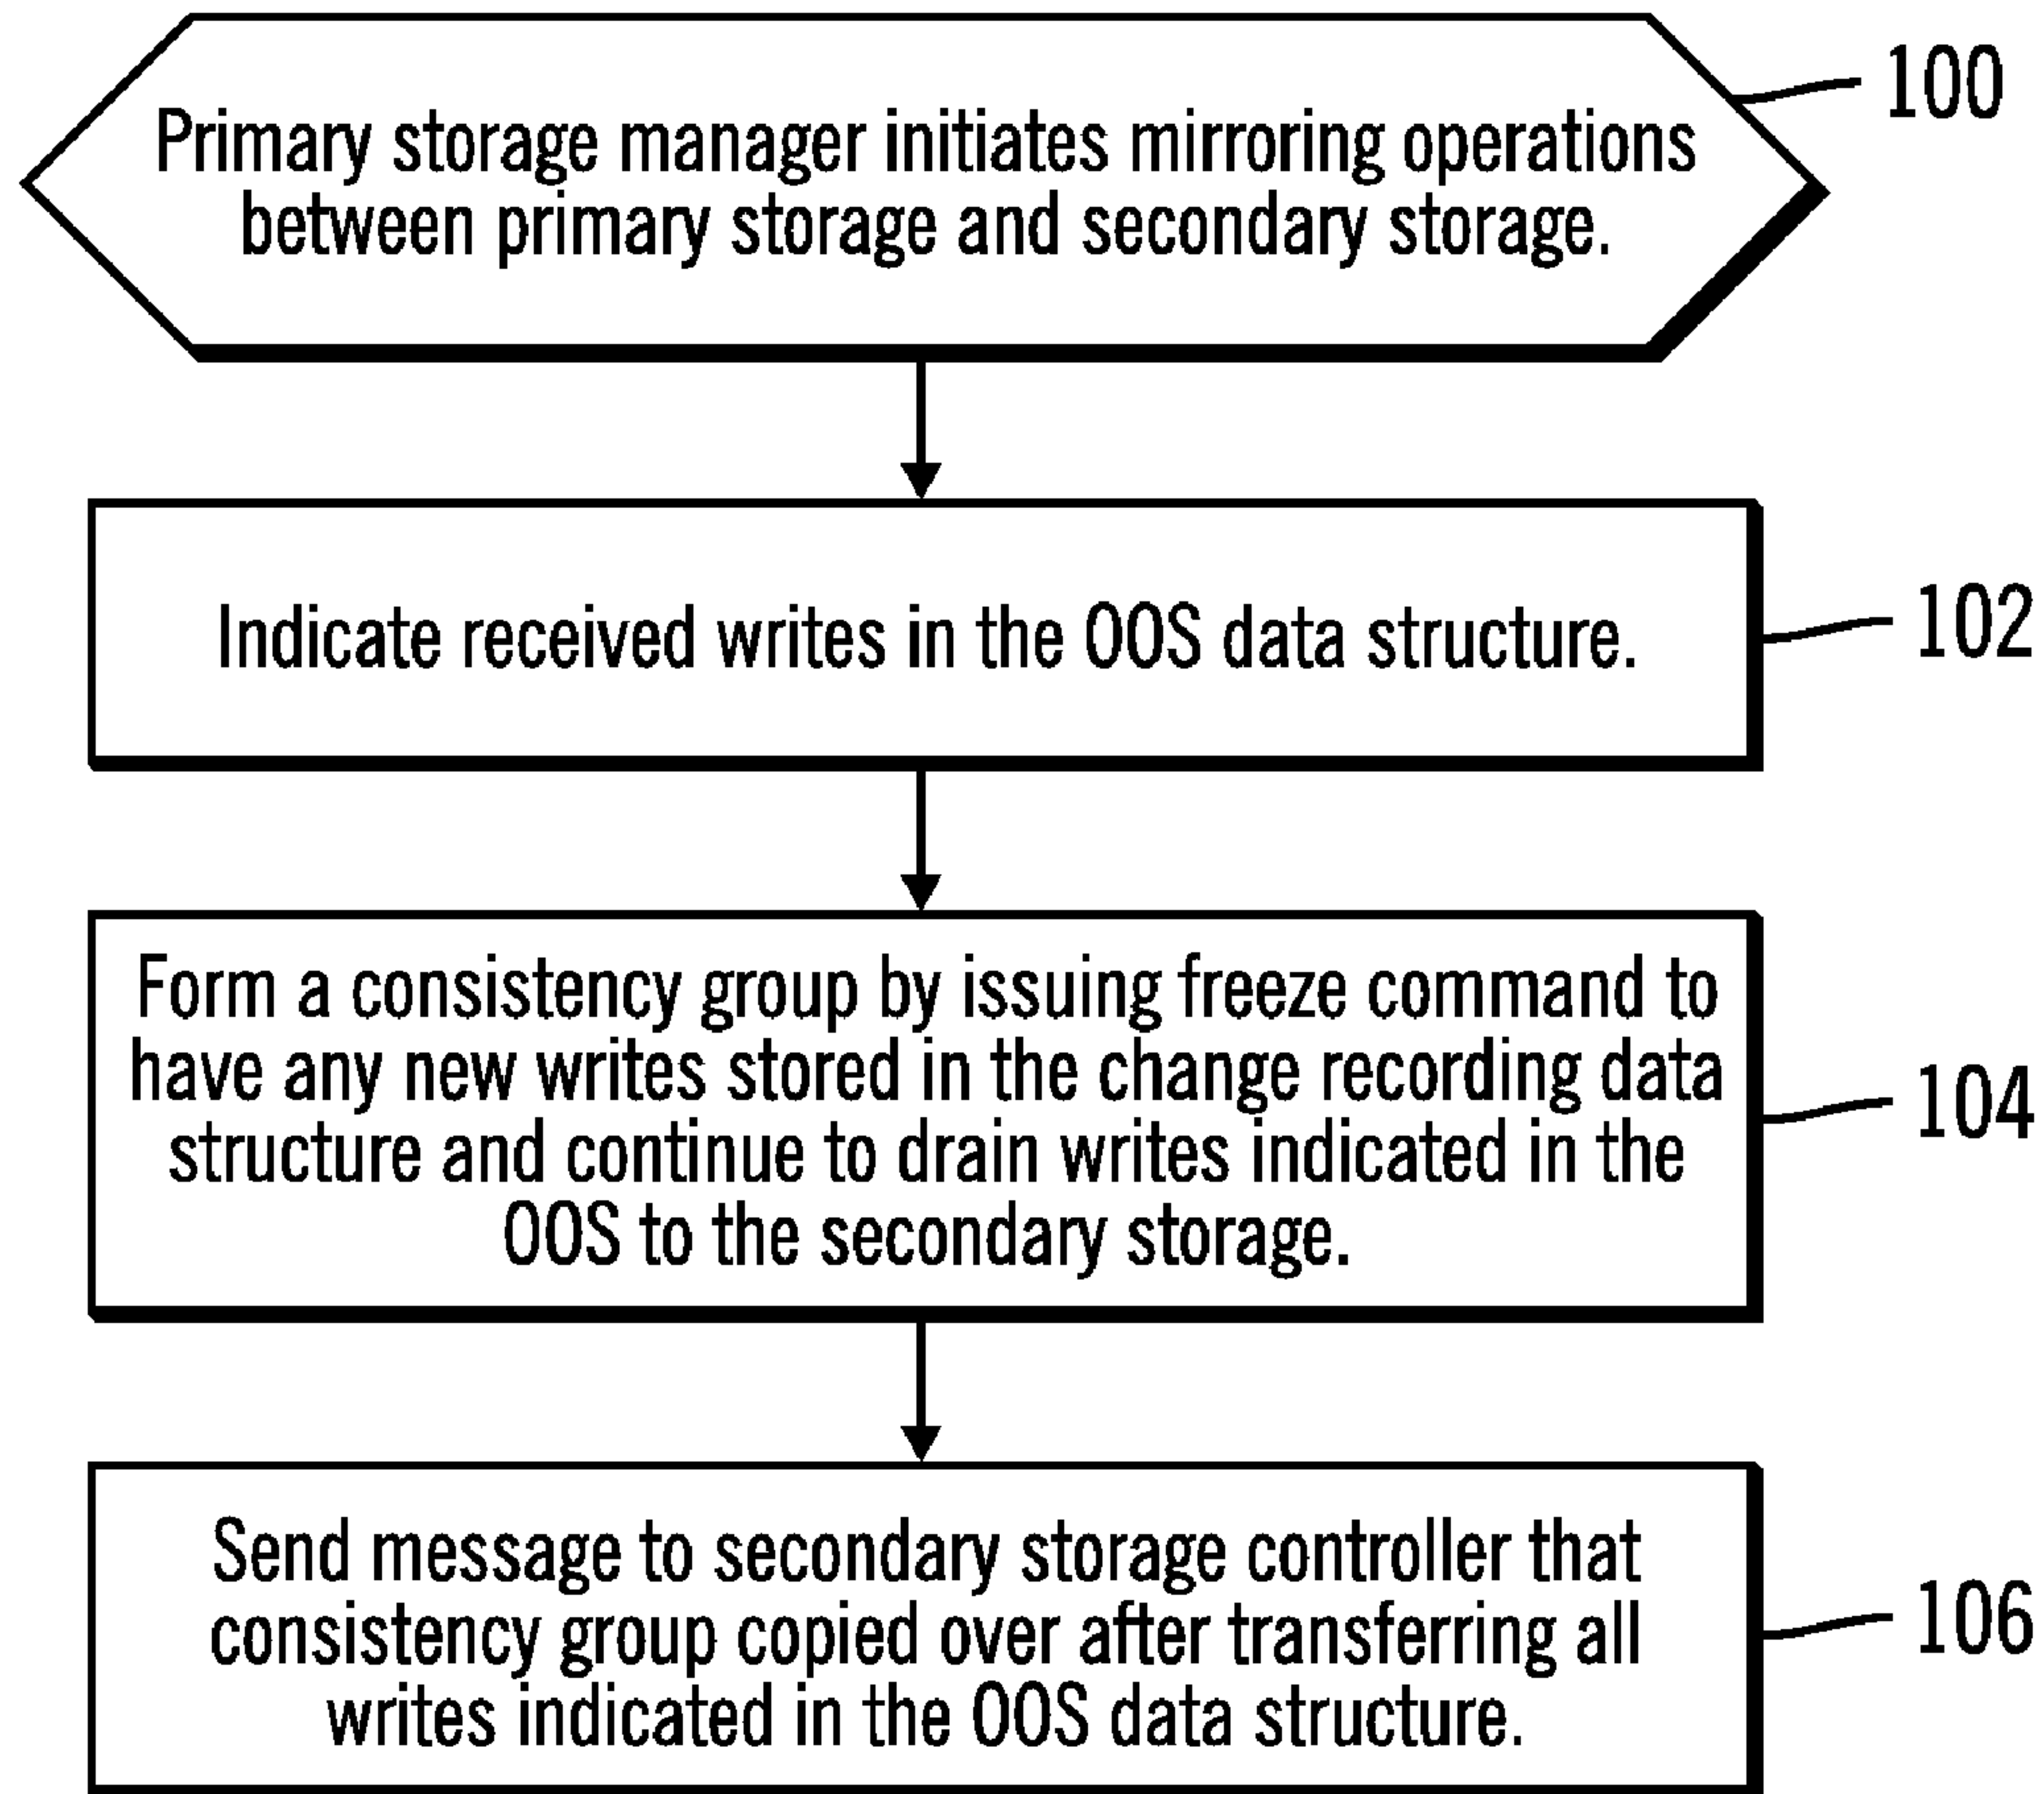 Primary storage manager initiates mirroring operations
between primary storage and secondary storage.
100
Indicate received writes in the OOS data structure.
102
Form a consistency group by issuing freeze command to
have any new writes stored in the change recording data
structure and continue to drain writes indicated in the
OOS to the secondary storage.
104
Send message to secondary storage controller that
consistency group copied over after transferring all
writes indicated in the OOS data structure.
106